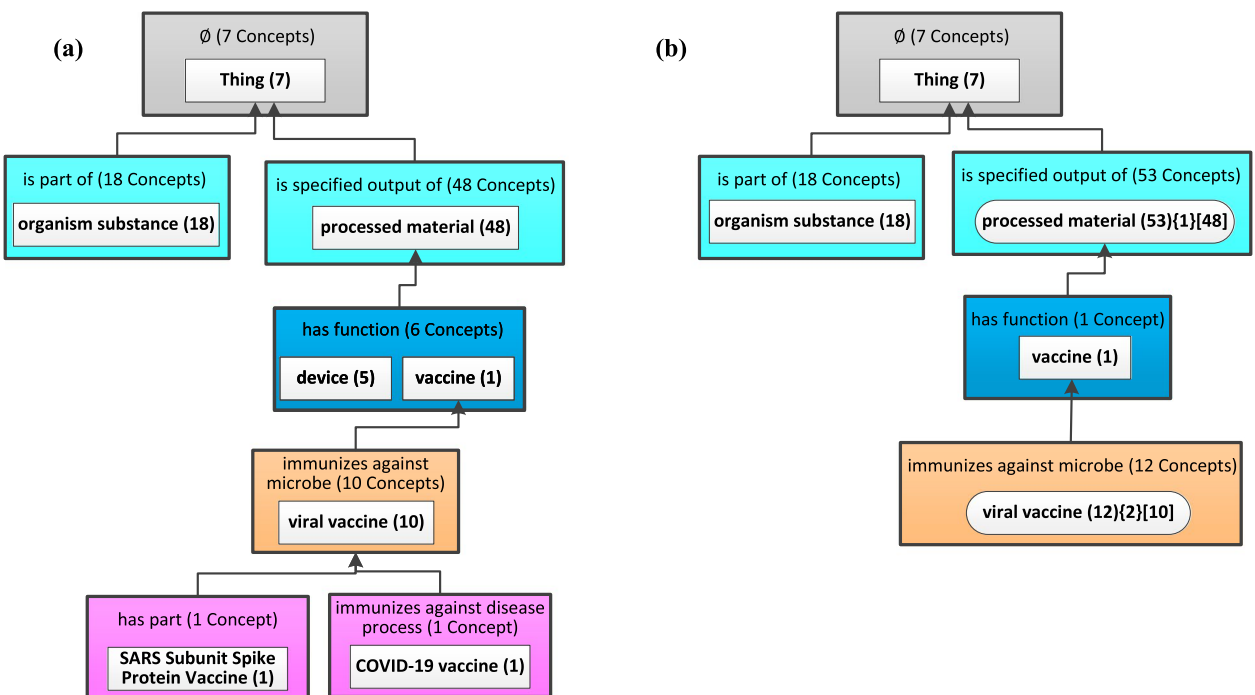 (a)
Ø (7 Concepts)
Thing (7)
is part of (18 Concepts)
organism substance (18)
is specified output of (48 Concepts)
processed material (48)
has function (6 Concepts)
device (5)
vaccine (1)
immunizes against
microbe (10 Concepts)
viral vaccine (10)
has part (1 Concept)
SARS Subunit Spike
Protein Vaccine (1)
immunizes against disease
process (1 Concept)
COVID-19 vaccine (1)
(b)
Ø (7 Concepts)
Thing (7)
is part of (18 Concepts)
organism substance (18)
is specified output of (53 Concepts)
processed material (53){1}[48]
has function (1 Concept)
vaccine (1)
immunizes against microbe (12 Concepts)
viral vaccine (12){2}[10]